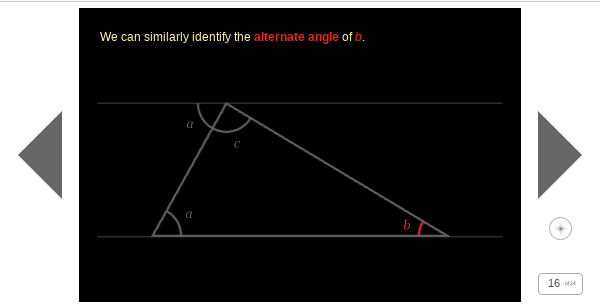 We can similarly identify the alternate angle of b.
a
c
a
b
16 of 24